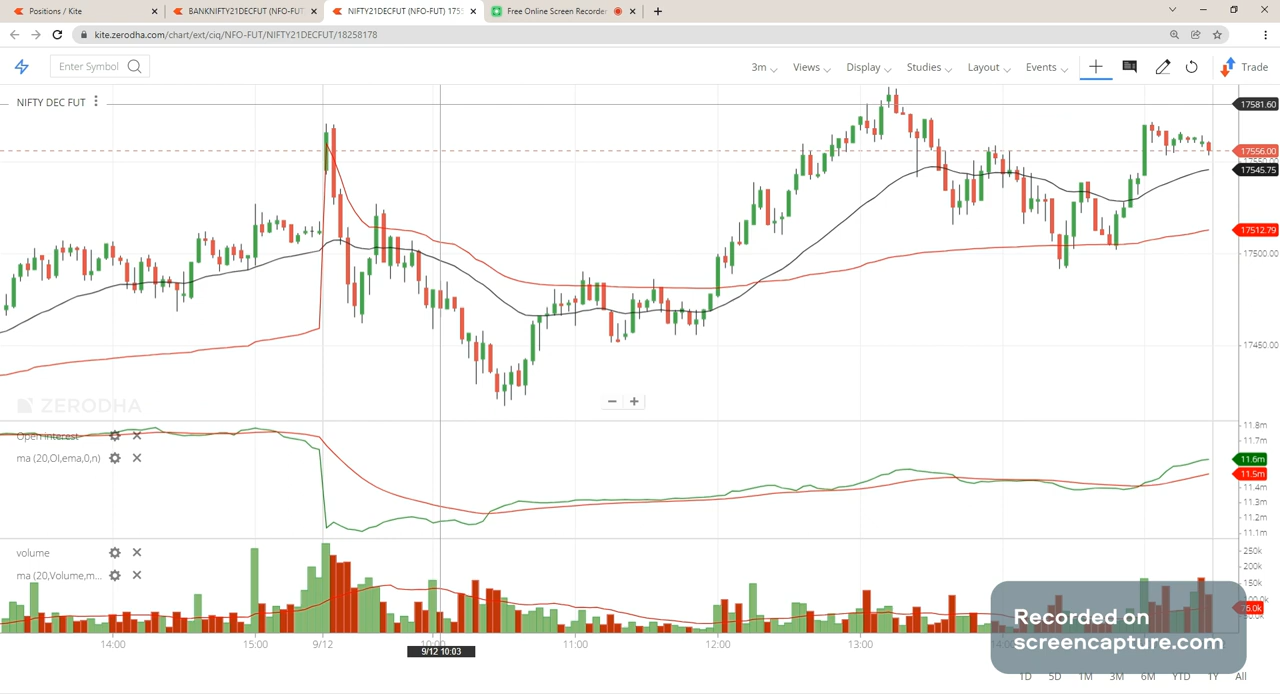 Positions / Kite
BANKNIFTY21DECFUT (NFO-FUT
NIFTY21DECFUT (NFO-FUT) 1755
Free Online Screen Recorder
kite.zerodha.com/chart/ext/ciq/NFO-FUT/NIFTY21DECFUT/18258178
Enter Symbol
3m
Views
Display
Studies
Layout
Events
Trade
NIFTY DEC FUT
17581.60
17556.00
17545.75
17512.79
17500.00
17450.00
ZERODHA
Open Interest
ma (20,OI,ema,0,n)
11.8m
11.7m
11.6m
11.5m
11.4m
11.3m
11.2m
11.1m
volume
ma (20,Volume,m...
250k
200k
150k
75.0k
14:00
15:00
9/12
11:00
12:00
13:00
9/12 10:03
Recorded on
screencapture.com
1D
5D
1M
3M
6M
YTD
1Y
All